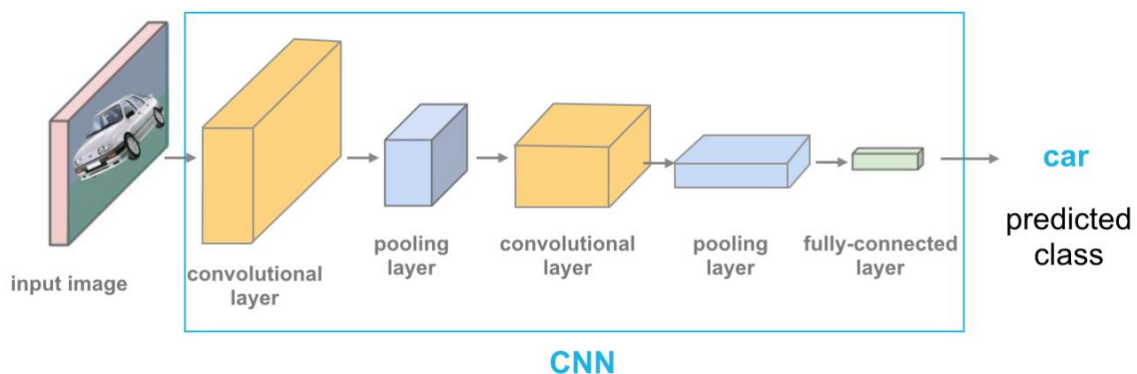 input image
convolutional
layer
pooling
layer
convolutional
layer
pooling
layer
fully-connected
layer
car
predicted
class
CNN